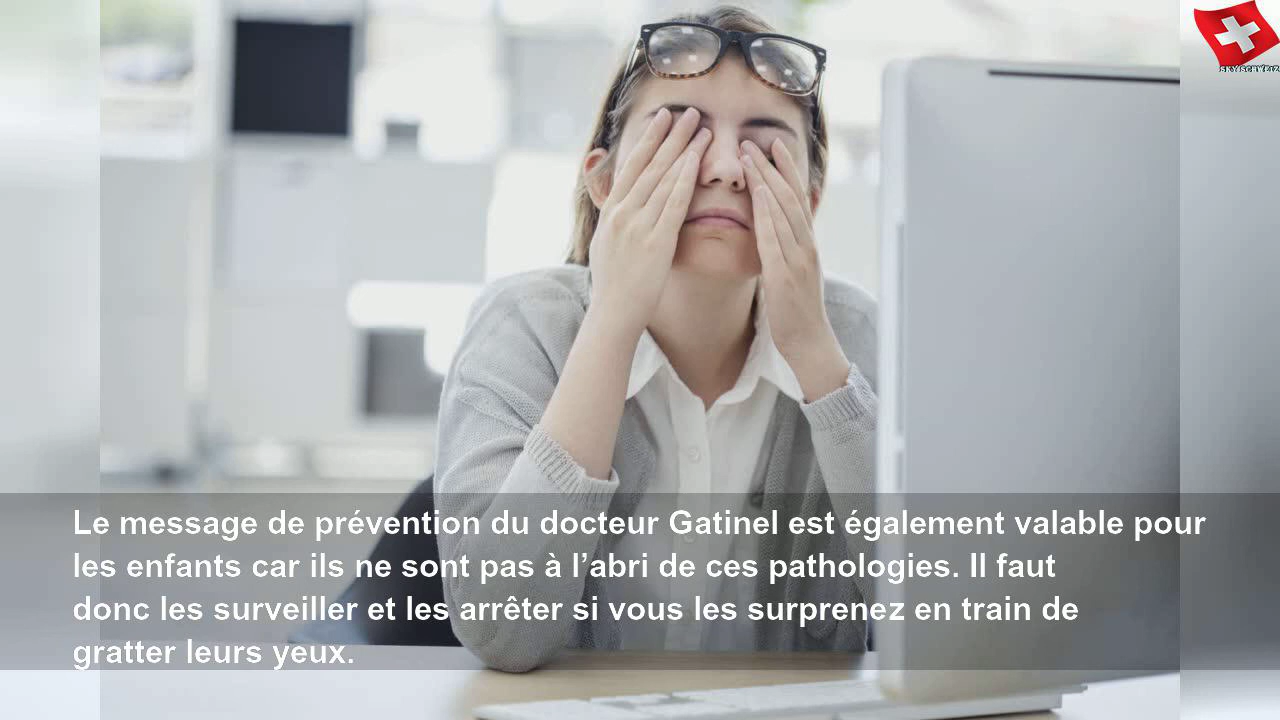 SKY SCHWEIZ
Le message de prévention du docteur Gatinel est également valable pour
les enfants car ils ne sont pas à l’abri de ces pathologies. Il faut
donc les surveiller et les arrêter si vous les surprenez en train de
gratter leurs yeux.